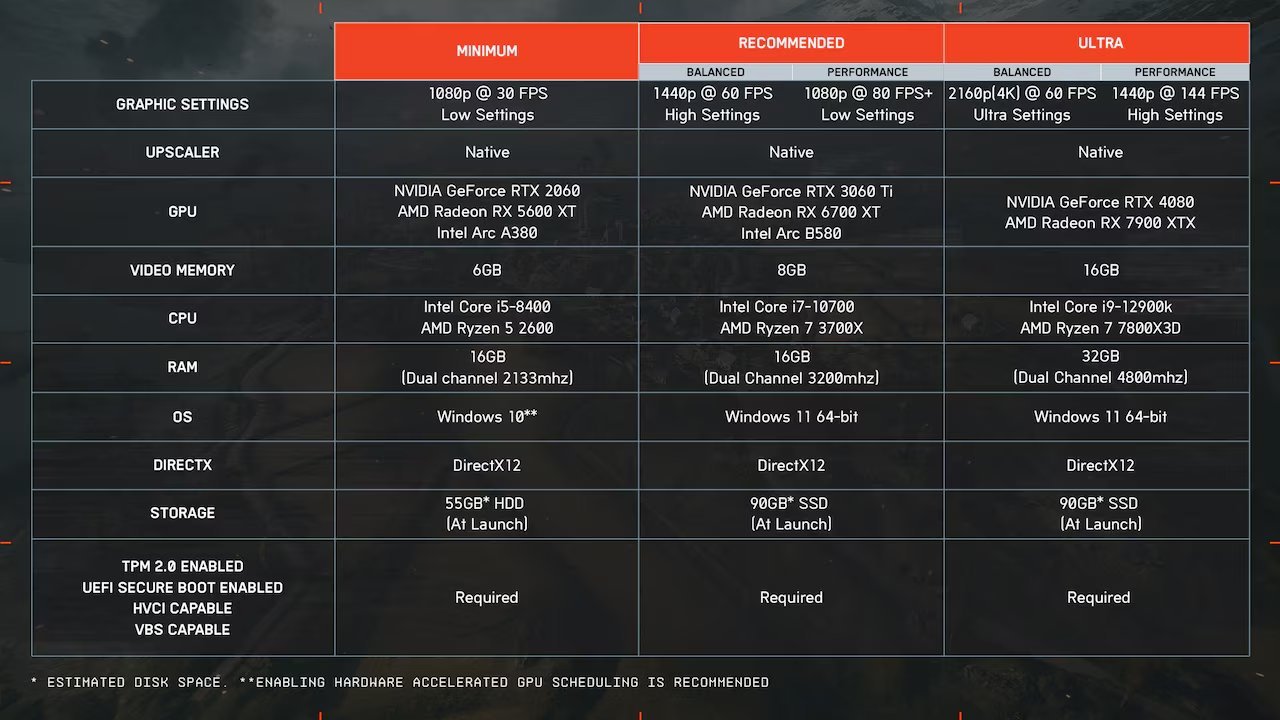 MINIMUM
RECOMMENDED
ULTRA
BALANCED
PERFORMANCE
BALANCED
PERFORMANCE
GRAPHIC SETTINGS
1080p @ 30 FPS
Low Settings
1440p @ 60 FPS
High Settings
1080p @ 80 FPS+
Low Settings
2160p(4K) @ 60 FPS
Ultra Settings
1440p @ 144 FPS
High Settings
UPSCALER
Native
Native
Native
GPU
NVIDIA GeForce RTX 2060
AMD Radeon RX 5600 XT
Intel Arc A380
NVIDIA GeForce RTX 3060 Ti
AMD Radeon RX 6700 XT
Intel Arc B580
NVIDIA GeForce RTX 4080
AMD Radeon RX 7900 XTX
VIDEO MEMORY
6GB
8GB
16GB
CPU
Intel Core i5-8400
AMD Ryzen 5 2600
Intel Core i7-10700
AMD Ryzen 7 3700X
Intel Core i9-12900k
AMD Ryzen 7 7800X3D
RAM
16GB
(Dual channel 2133mhz)
16GB
(Dual Channel 3200mhz)
32GB
(Dual Channel 4800mhz)
OS
Windows 10**
Windows 11 64-bit
Windows 11 64-bit
DIRECTX
DirectX12
DirectX12
DirectX12
STORAGE
55GB* HDD
(At Launch)
90GB* SSD
(At Launch)
90GB* SSD
(At Launch)
TPM 2.0 ENABLED
UEFI SECURE BOOT ENABLED
HVCI CAPABLE
VBS CAPABLE
Required
Required
Required
* ESTIMATED DISK SPACE. **ENABLING HARDWARE ACCELERATED GPU SCHEDULING IS RECOMMENDED